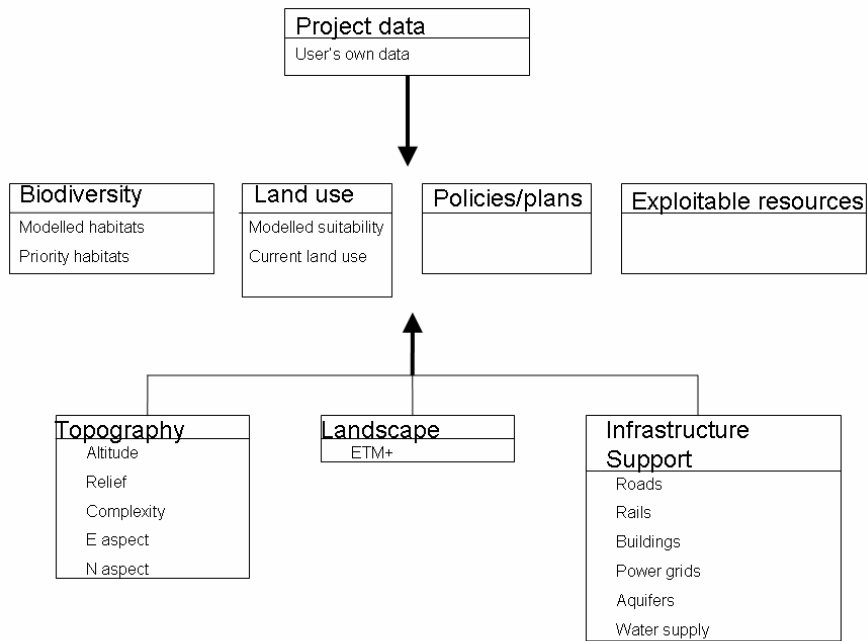 Project data
User's own data
Biodiversity
Modelled habitats
Priority habitats
Land use
Modelled suitability
Current land use
Policies/plans
Exploitable resources
Topography
Altitude
Relief
Complexity
E aspect
N aspect
Landscape
ETM+
Infrastructure
Support
Roads
Rails
Buildings
Power grids
Aquifers
Water supply